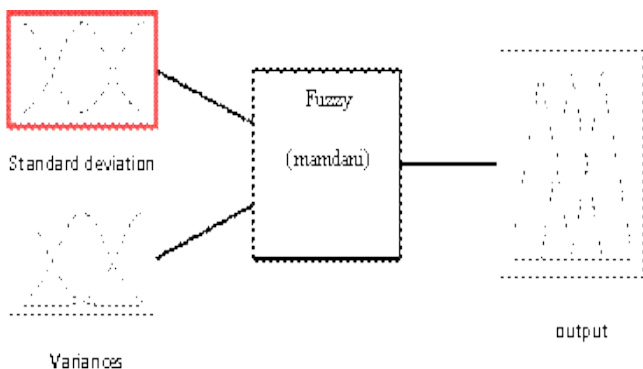 Fuzzy
(mamdani)
Standard deviation
Variances
output